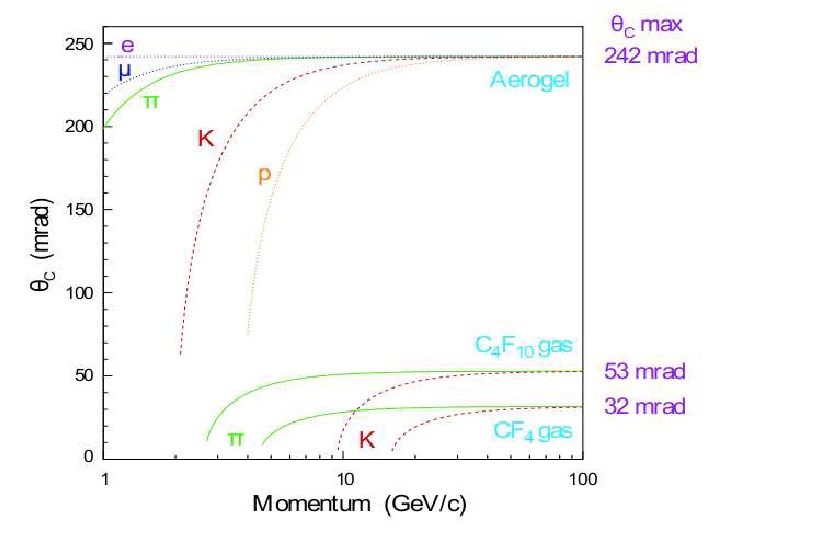 θC max
242 mrad
250
e
μ
π
Aerogel
200
K
p
150
θC (mrad)
100
C4F10 gas
53 mrad
50
32 mrad
π
K
CF4 gas
0
1
10
100
Momentum (GeV/c)